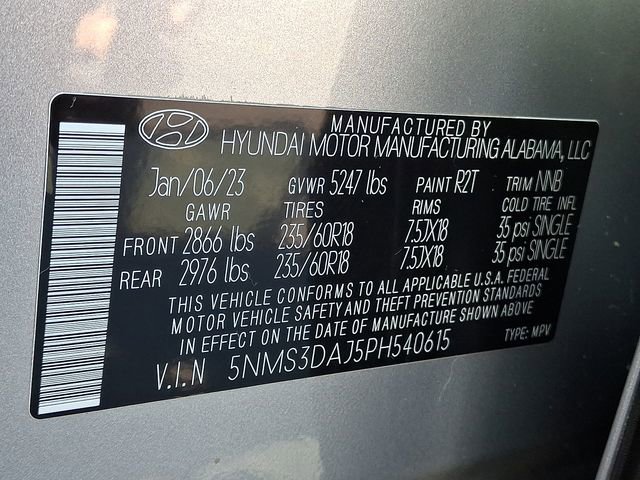 MANUFACTURED BY
HYUNDAI MOTOR MANUFACTURING ALABAMA, LLC
Jan/06/23 GVWR 5247 lbs PAINT R2T TRIM NNB
GAWR TIRES RIMS COLD TIRE INFL
FRONT 2866 lbs 235/60R18 7.5JX18 35 psi SINGLE
REAR 2976 lbs 235/60R18 7.5JX18 35 psi SINGLE
THIS VEHICLE CONFORMS TO ALL APPLICABLE U.S.A. FEDERAL
MOTOR VEHICLE SAFETY AND THEFT PREVENTION STANDARDS
IN EFFECT ON THE DATE OF MANUFACTURE SHOWN ABOVE
V.I.N 5NMS3DAJ5PH540615 TYPE: MPV